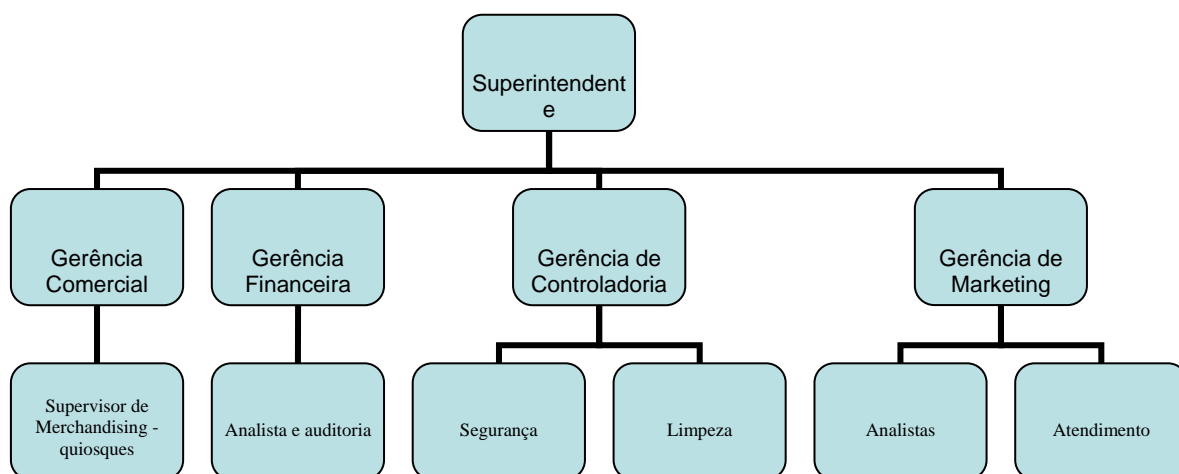 Superintendent
e
Gerência
Comercial
Gerência
Financeira
Gerência de
Controladoria
Gerência de
Marketing
Supervisor de
Merchandising -
quiosques
Analista e auditoria
Segurança
Limpeza
Analistas
Atendimento